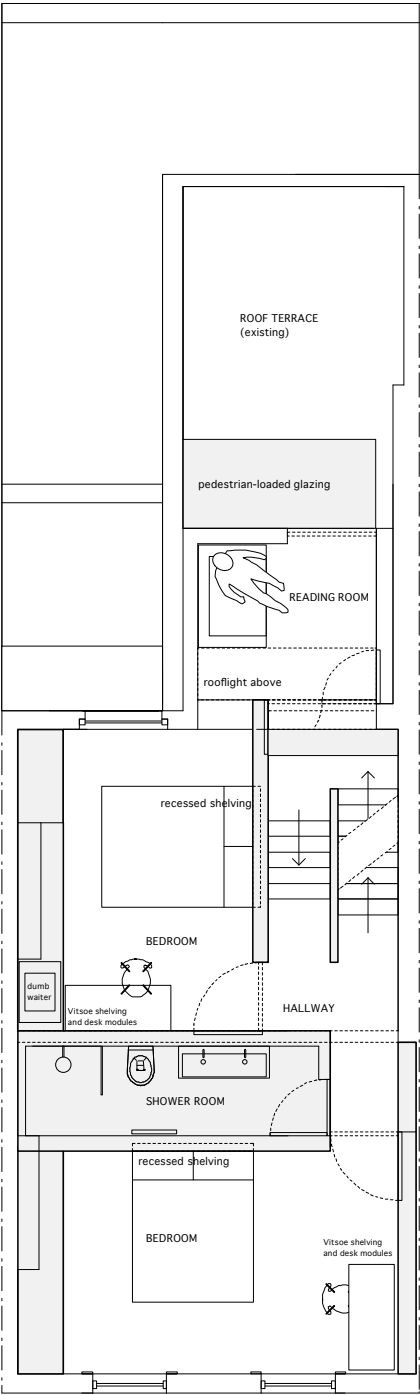 ROOF TERRACE
(existing)
pedestrian-loaded glazing
READING ROOM
rooflight above
recessed shelving
BEDROOM
dumb
waiter
Vitsoe shelving
and desk modules
HALLWAY
SHOWER ROOM
recessed shelving
BEDROOM
Vitsoe shelving
and desk modules